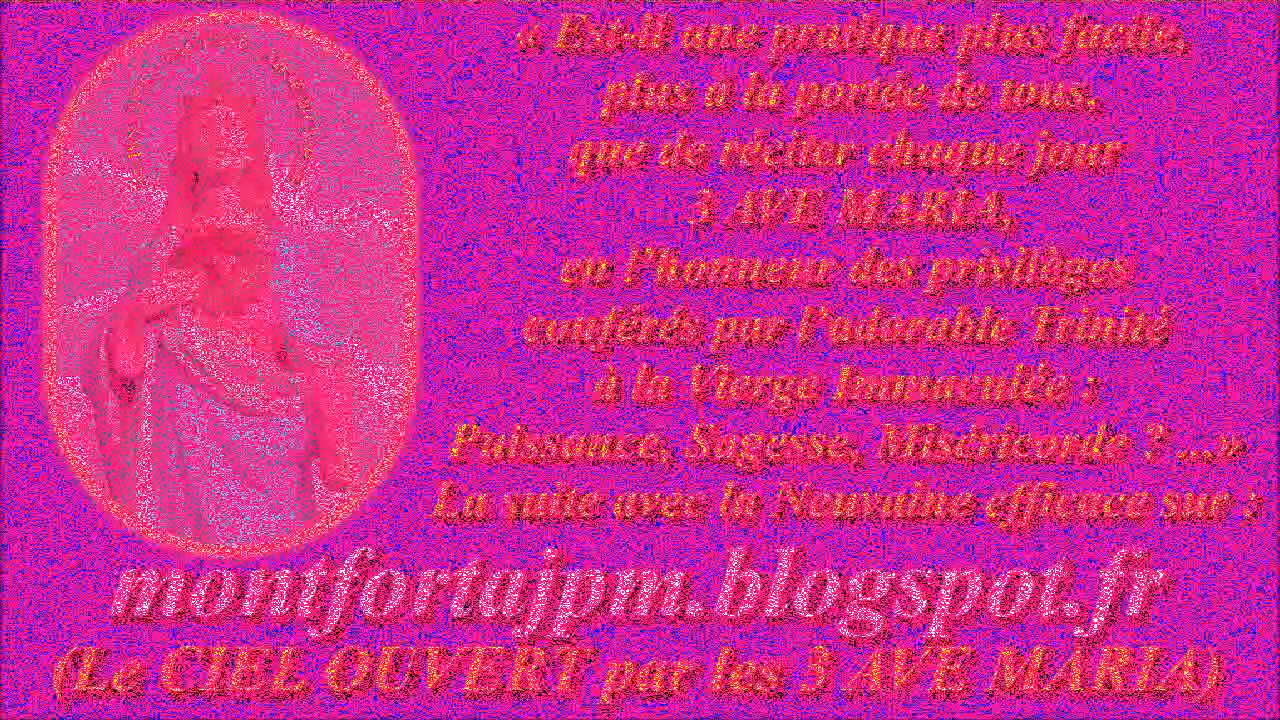 « Est-il une pratique plus facile,
plus à la portée de tous,
que de réciter chaque jour
3 AVE MARIA,
en l'honneur des privilèges
conférés par l'adorable Trinité
à la Vierge Immaculée :
Puissance, Sagesse, Miséricorde ? ...»
La suite avec la Neuvaine efficace sur :
montfortajpm.blogspot.fr
(Le CIEL OUVERT par les 3 AVE MARIA)